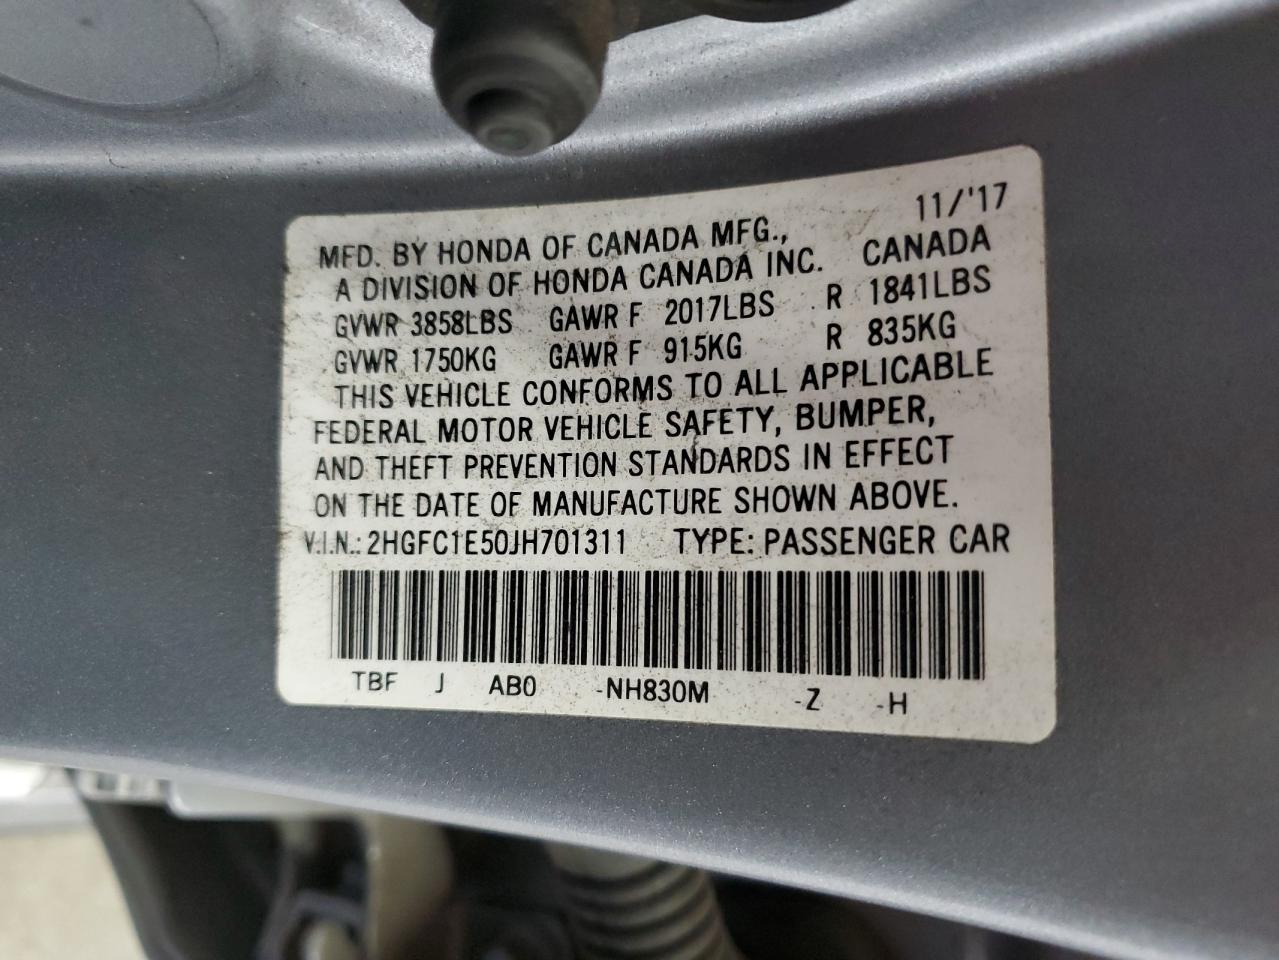 11/'17
MFD. BY HONDA OF CANADA MFG.,
A DIVISION OF HONDA CANADA INC. CANADA
GVWR 3858LBS GAWR F 2017LBS R 1841LBS
GVWR 1750KG GAWR F 915KG R 835KG
THIS VEHICLE CONFORMS TO ALL APPLICABLE
FEDERAL MOTOR VEHICLE SAFETY, BUMPER,
AND THEFT PREVENTION STANDARDS IN EFFECT
ON THE DATE OF MANUFACTURE SHOWN ABOVE.
V.I.N.: 2HGFC1E50JH701311 TYPE: PASSENGER CAR
TBF J AB0 -NH830M -Z -H